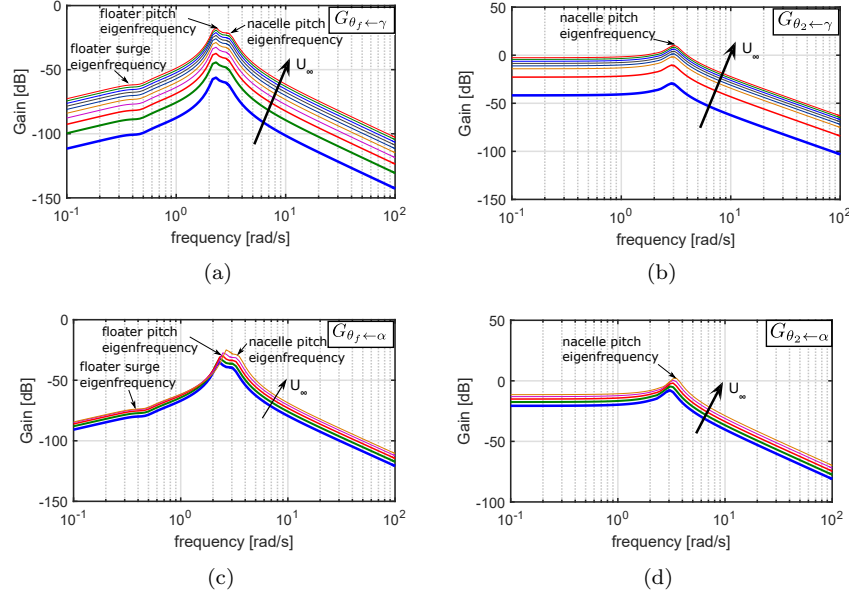 floater pitch
eigenfrequency
nacelle pitch
eigenfrequency
floater surge
eigenfrequency
G_{θ_f←γ}
U_∞
Gain [dB]
0
-50
-100
-150
10^{-1} 10^{0} 10^{1} 10^{2}
frequency [rad/s]
(a)
nacelle pitch
eigenfrequency
G_{θ_2←γ}
U_∞
Gain [dB]
50
0
-50
-100
-150
10^{-1} 10^{0} 10^{1} 10^{2}
frequency [rad/s]
(b)
floater pitch
eigenfrequency
nacelle pitch
eigenfrequency
floater surge
eigenfrequency
G_{θ_f←α}
U_∞
Gain [dB]
0
-50
-100
-150
10^{-1} 10^{0} 10^{1} 10^{2}
frequency [rad/s]
(c)
nacelle pitch
eigenfrequency
G_{θ_2←α}
U_∞
Gain [dB]
50
0
-50
-100
10^{-1} 10^{0} 10^{1} 10^{2}
frequency [rad/s]
(d)